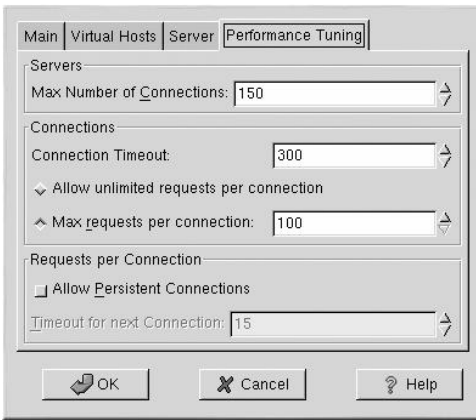 Main Virtual Hosts Server Performance Tuning
Servers
Max Number of Connections: 150
Connections
Connection Timeout: 300
Allow unlimited requests per connection
Max requests per connection: 100
Requests per Connection
Allow Persistent Connections
Timeout for next Connection: 15
OK Cancel Help